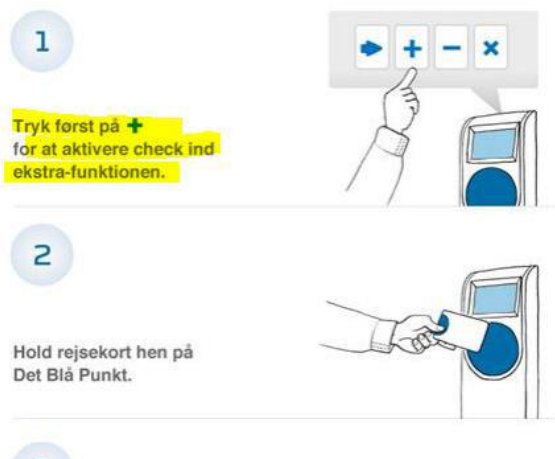 1
Tryk først på +
for at aktivere check ind
ekstra-funktionen.
2
Hold rejsekort hen på
Det Blå Punkt.